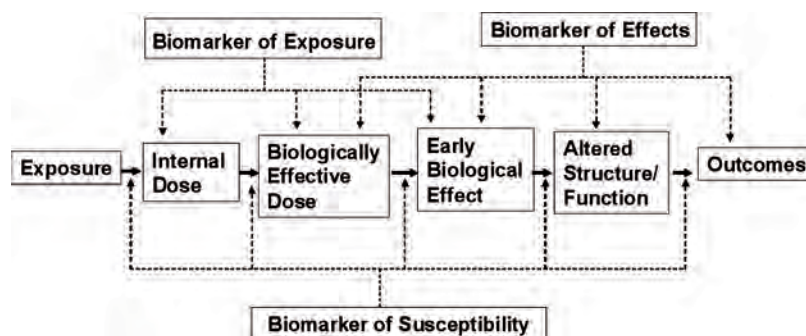 Biomarker of Exposure
Biomarker of Effects
Exposure
Internal
Dose
Biologically
Effective
Dose
Early
Biological
Effect
Altered
Structure/
Function
Outcomes
Biomarker of Susceptibility